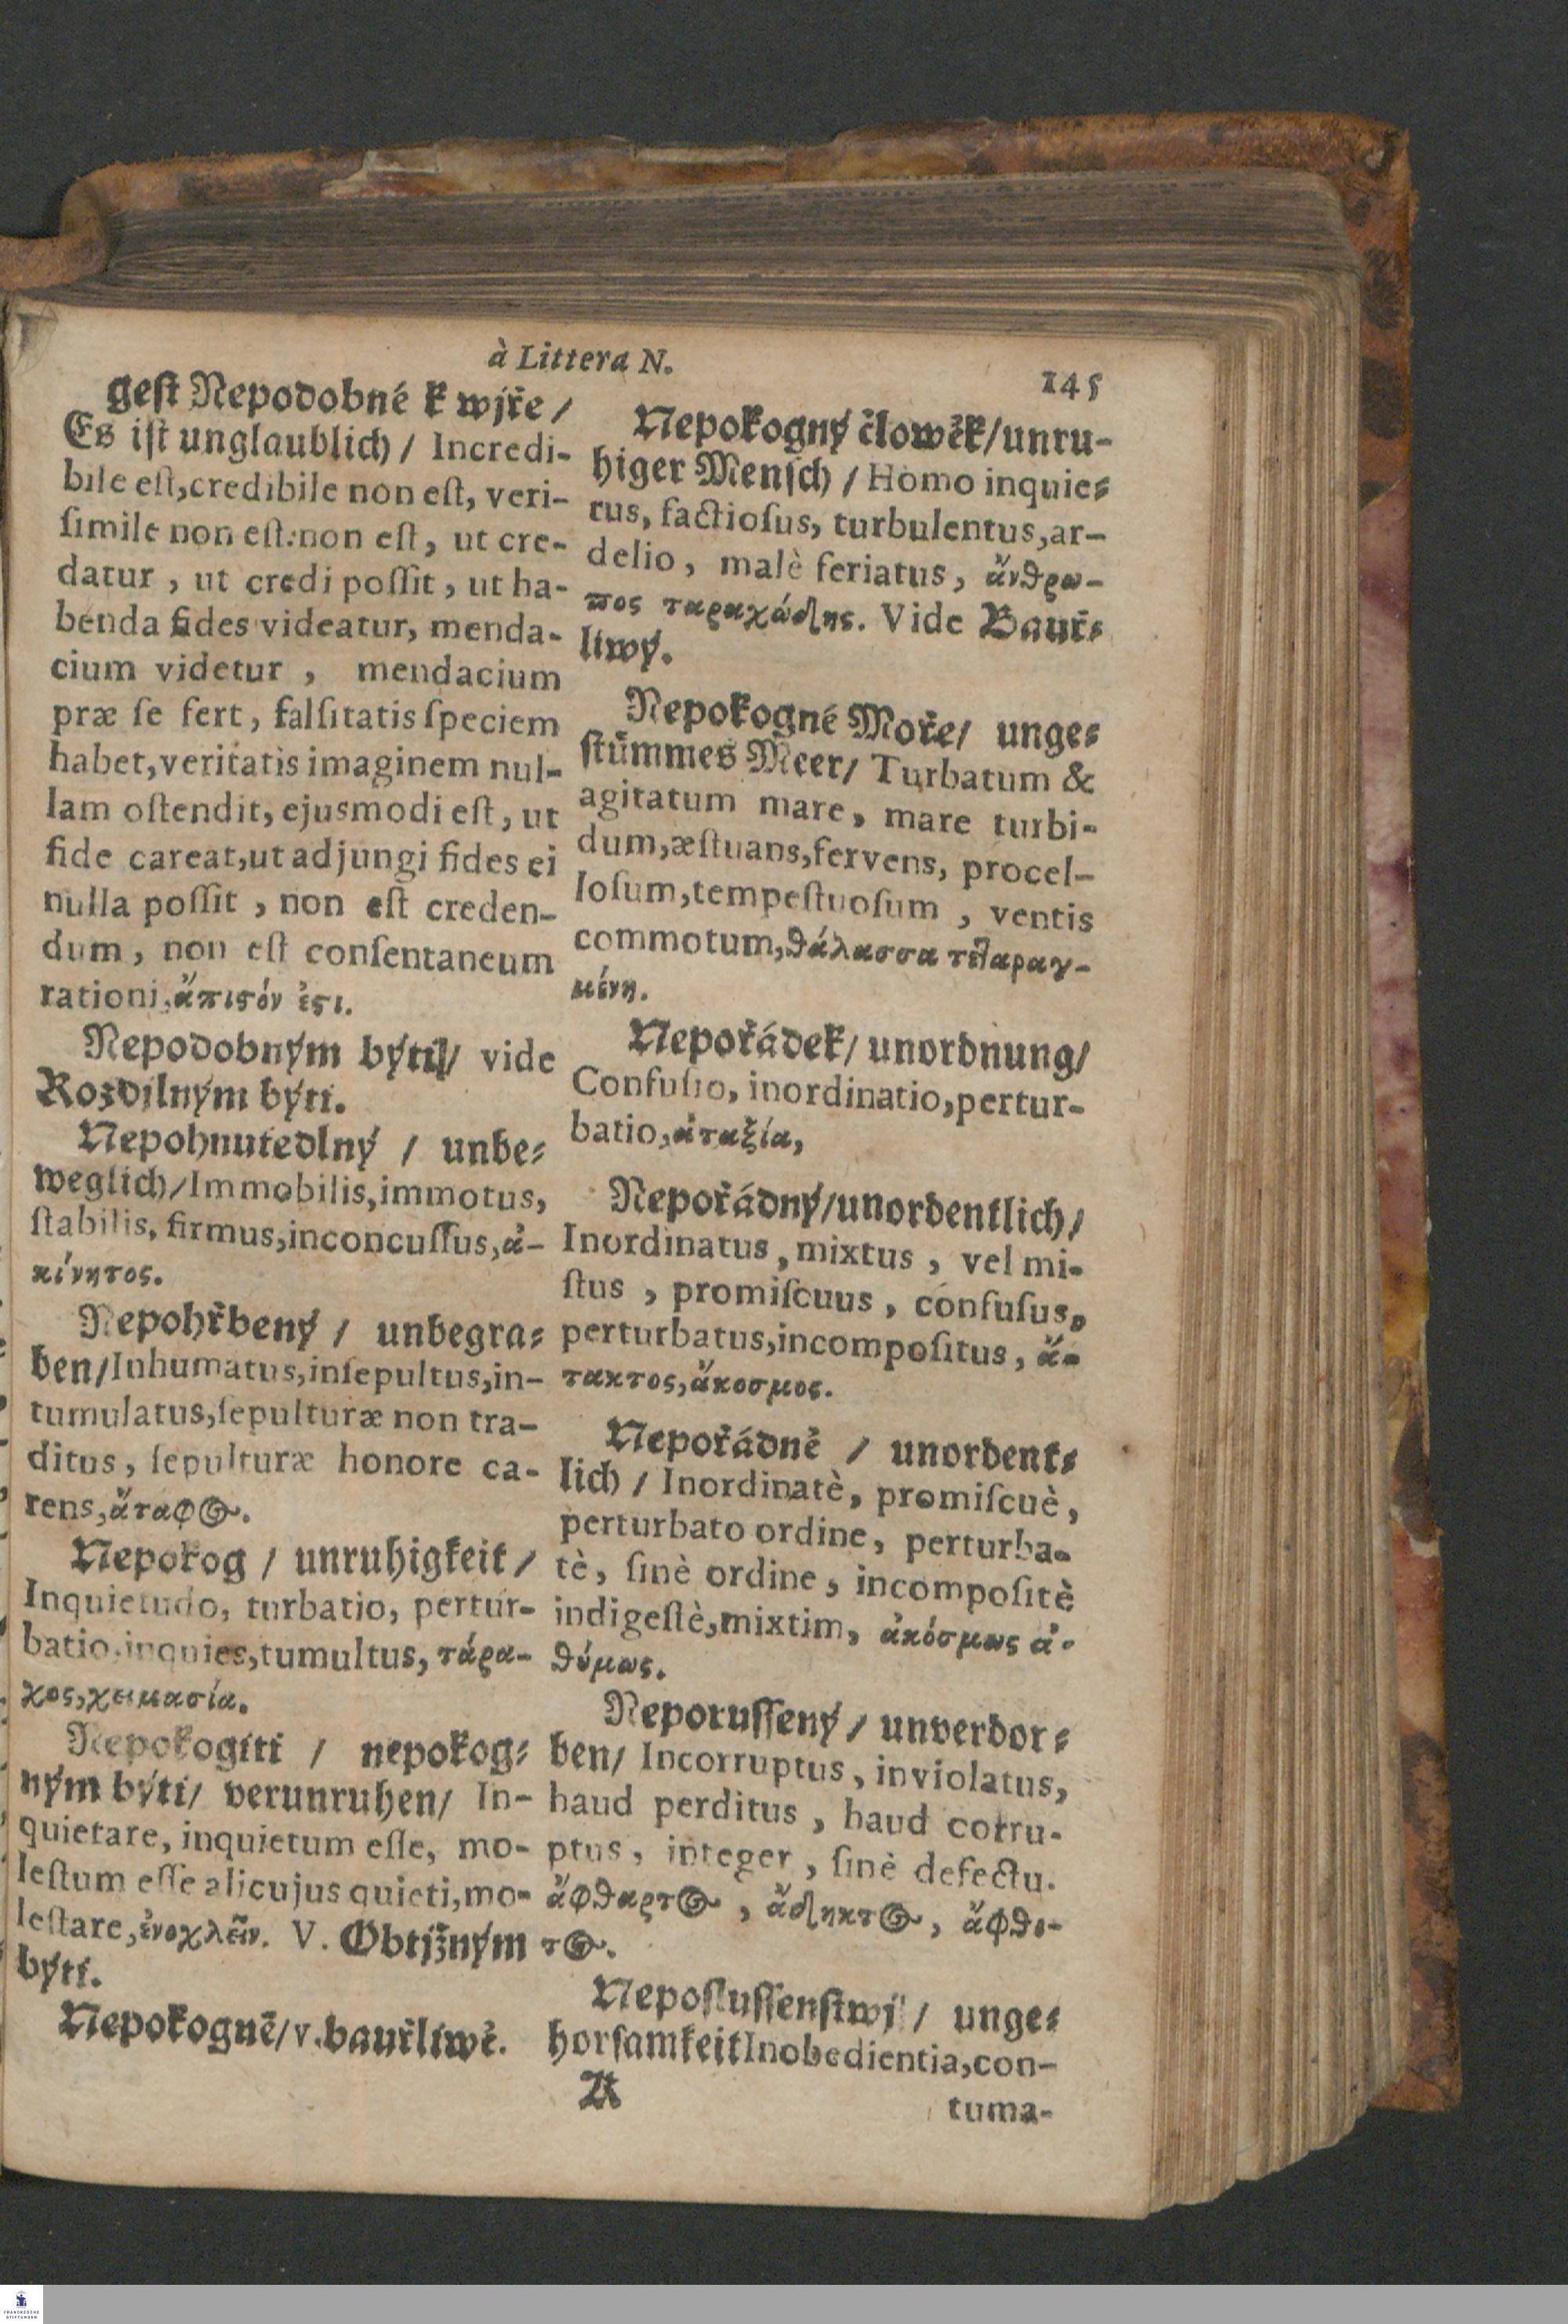 à Littera N.
145
gest Nepodobné k wjře /
Es ist unglaublich / Incredi-
bile eſt, credibile non eſt, veri-
ſimile non eſt: non eſt, ut cre-
datur, ut credi poſſit, ut ha-
benda fides videatur, menda-
cium videtur, mendacium
præ ſe fert, falſitatis ſpeciem
habet, veritatis imaginem nul-
lam oſtendit, ejusmodi eſt, ut
fide careat, ut adjungi fides ei
nulla poſſit, non eſt creden-
dum, non eſt conſentaneum
rationi, ἄπιϛόν ἐϛι.
Nepodobným býti / vide
Rozdjlným býti.
Nepohnutedlný / unbe-
weglich / Immobilis, immotus,
ſtabilis, firmus, inconcuſſus, ἀ-
κίνητος.
Nepohřbený / unbegra-
ben / Inhumatus, inſepultus, in-
tumulatus, ſepulturæ non tra-
ditus, ſepulturæ honore ca-
rens, ἄταφος.
Nepokog / unruhigkeit /
Inquietudo, turbatio, pertur-
batio, inquies, tumultus, τάρα-
χος, χειμασία.
Nepokogiti / nepokog-
ným býti / verunruhen / In-
quietare, inquietum eſſe, mo-
leſtum eſſe alicujus quieti, mo-
leſtare, ἐνοχλεῖν. V. Obtjžným
býti.
Nepokogně / v. bauřliwě.
Nepokogný člowěk / unru-
higer Menſch / Homo inquie-
tus, factioſus, turbulentus, ar-
delio, malè feriatus, ἄνθρω-
πος ταραχώδης. Vide Bauř-
liwý.
Nepokogné Moře / unge-
ſtümmes Meer / Turbatum &
agitatum mare, mare turbi-
dum, æſtuans, fervens, procel-
loſum, tempeſtuoſum, ventis
commotum, θάλασσα τεταραγ-
μένη.
Nepořádek / unordnung /
Confuſio, inordinatio, pertur-
batio, ἀταξία,
Nepořádný / unordentlich /
Inordinatus, mixtus, vel mi-
ſtus, promiſcuus, confuſus,
perturbatus, incompoſitus, ἄ-
τακτος, ἄκοσμος.
Nepořádně / unordent-
lich / Inordinatè, promiſcuè,
perturbato ordine, perturba-
tè, ſinè ordine, incompoſitè
indigeſtè, mixtim, ἀκόσμως ἀ-
θύμως.
Neporuſſený / unverdor-
ben / Incorruptus, inviolatus,
haud perditus, haud corru-
ptus, integer, ſinè defectu.
ἄφθαρτος, ἄδηκτος, ἄφθι-
τος.
Nepoſluſſenſtwj / unge-
horſamkeit Inobedientia, con-
K
tuma-